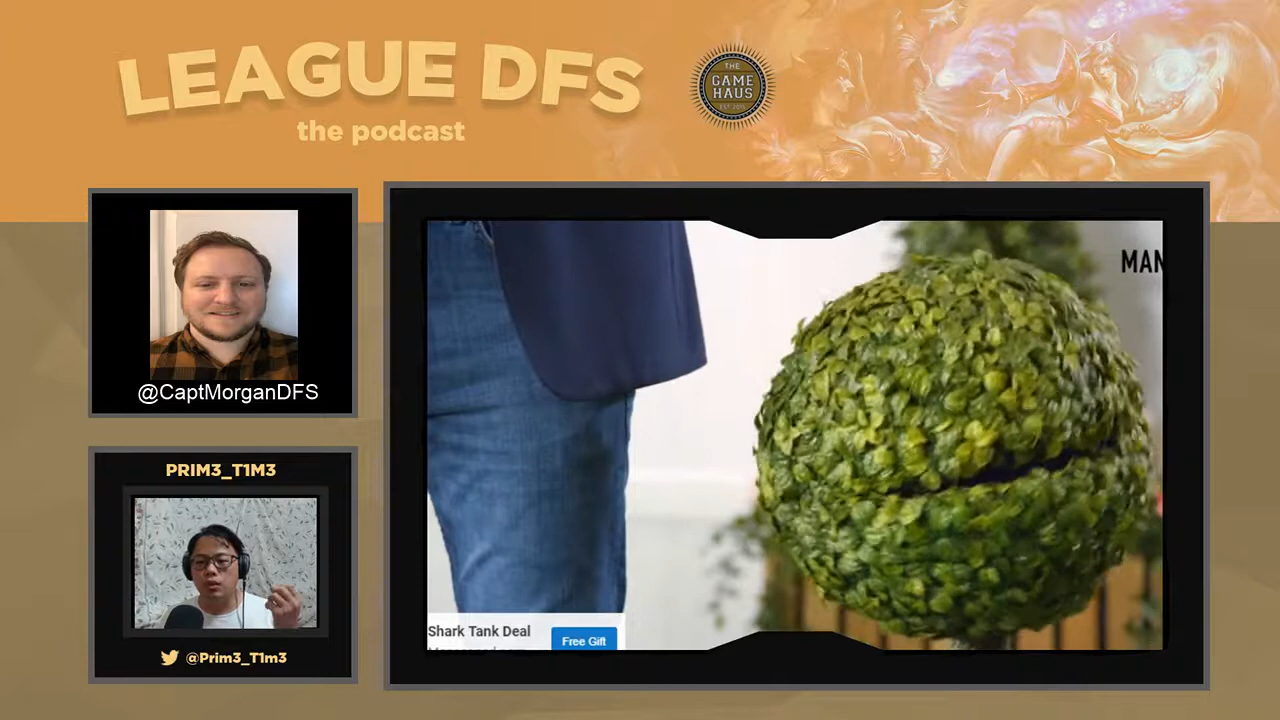 LEAGUE DFS
the podcast
THE
GAME
HAUS
@CaptMorganDFS
PRIM3_T1M3
@Prim3_T1m3
MAN
Shark Tank Deal
Free Gift